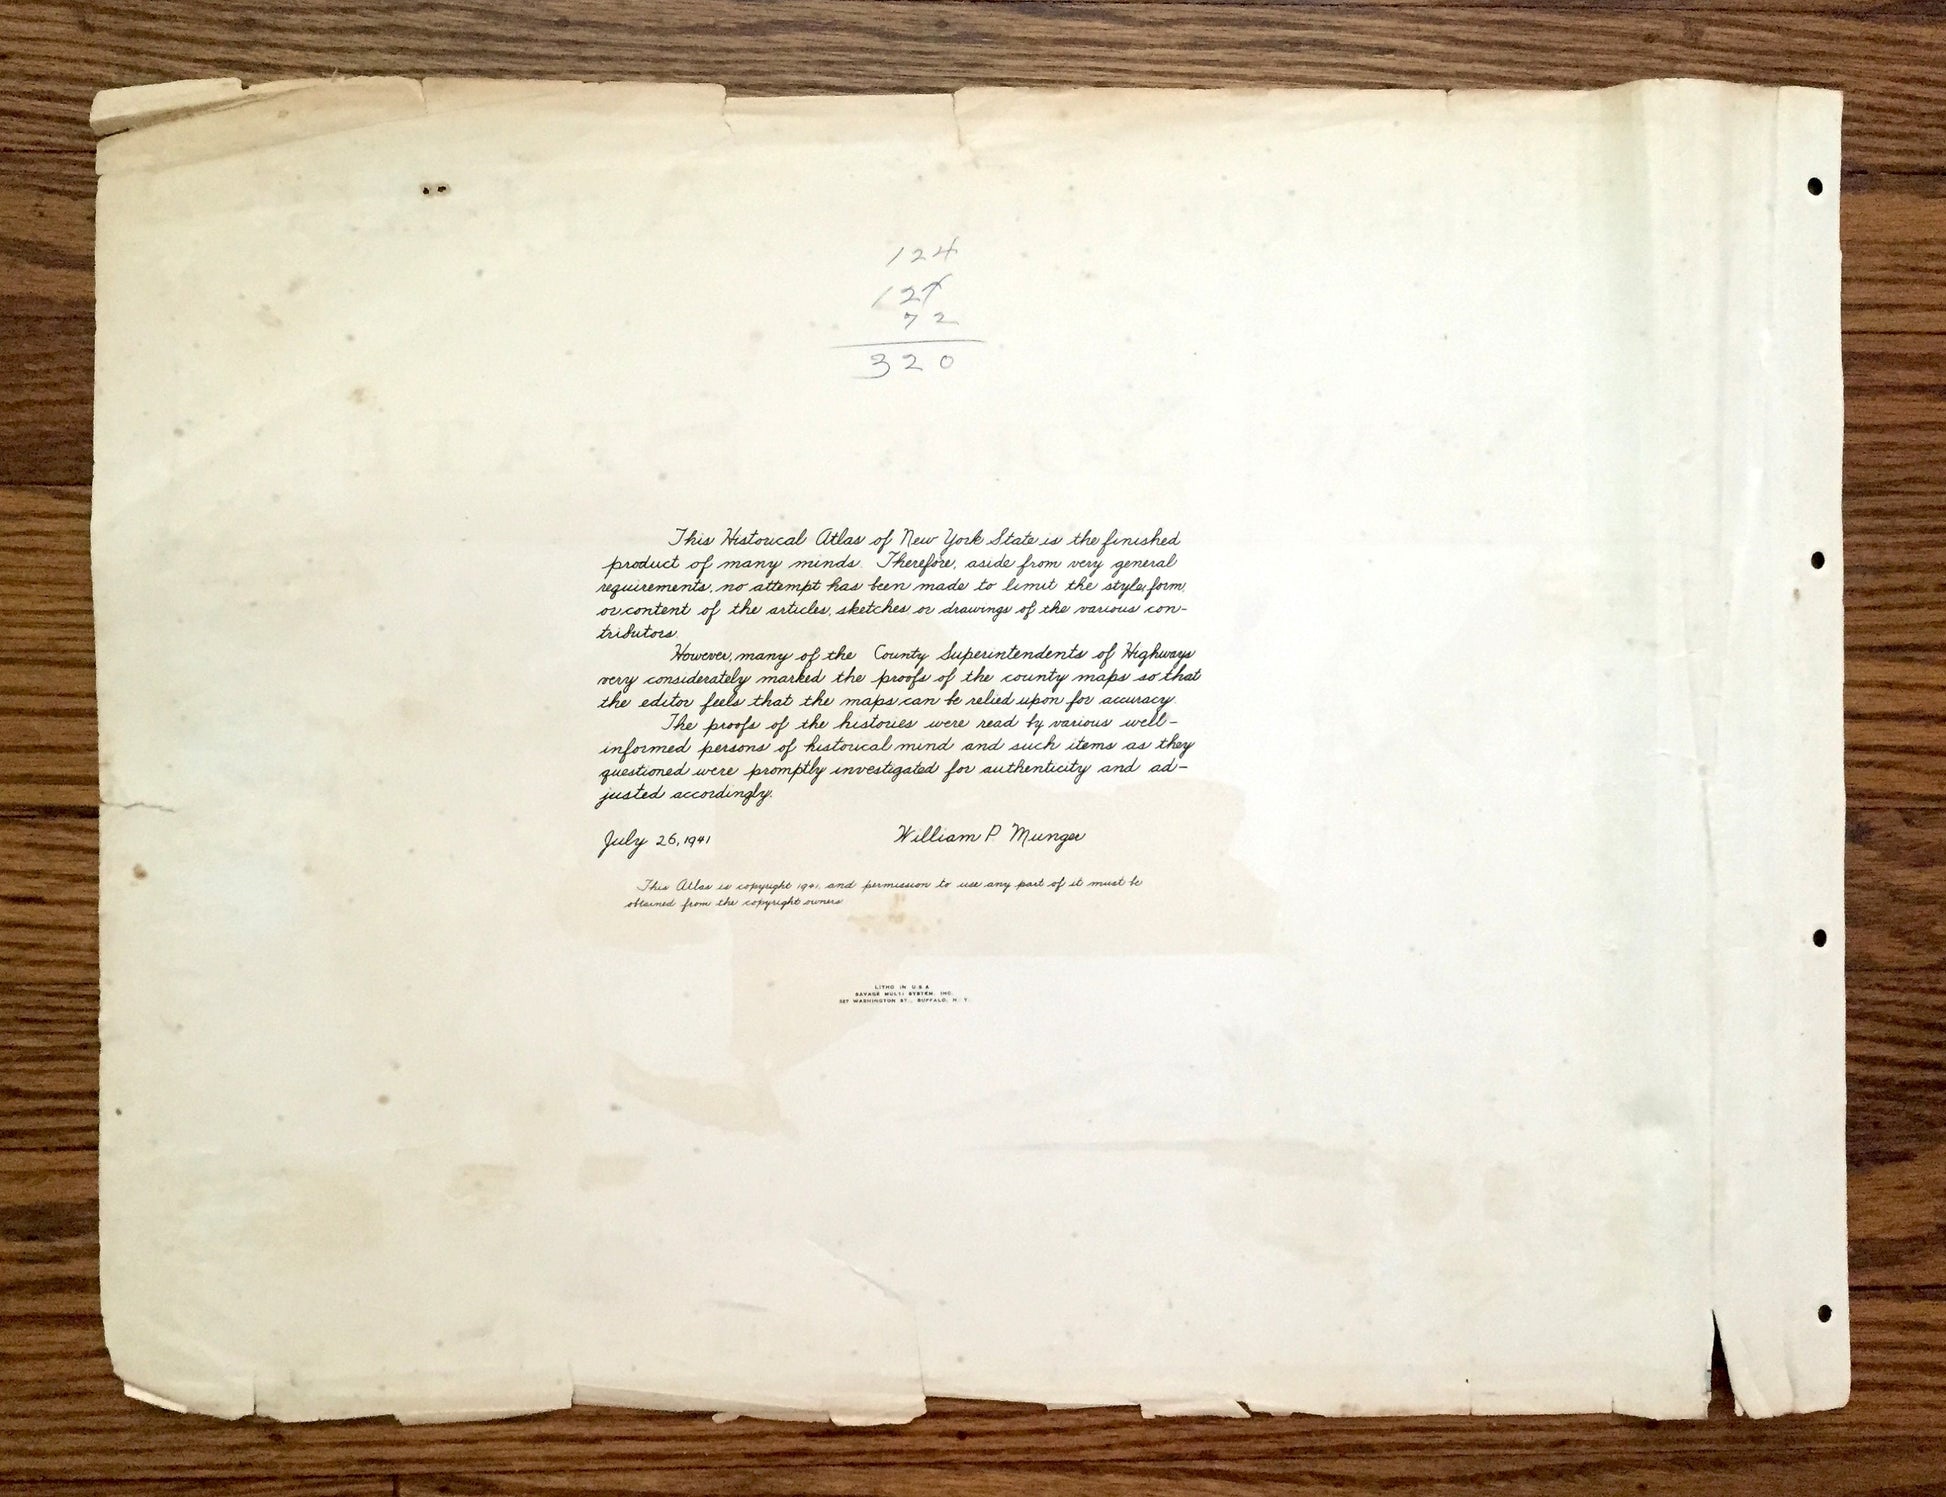 124
124
72
320
This Historical Atlas of New York State is the finished
product of many minds. Therefore, aside from very general
requirements, no attempt has been made to limit the style, form,
or content of the articles, sketches or drawings of the various con-
tributors.
However, many of the County Superintendents of Highways
very considerately marked the proofs of the county maps so that
the editor feels that the maps can be relied upon for accuracy.
The proofs of the histories were read by various well-
informed persons of historical mind and such items as they
questioned were promptly investigated for authenticity and ad-
justed accordingly.
July 26, 1941 William P. Munger
This Atlas is copyright 1941, and permission to use any part of it must be
obtained from the copyright owners.
LITHO IN U.S.A.
SAVAGE MULTI SYSTEM, INC.
327 WASHINGTON ST., BUFFALO, N. Y.